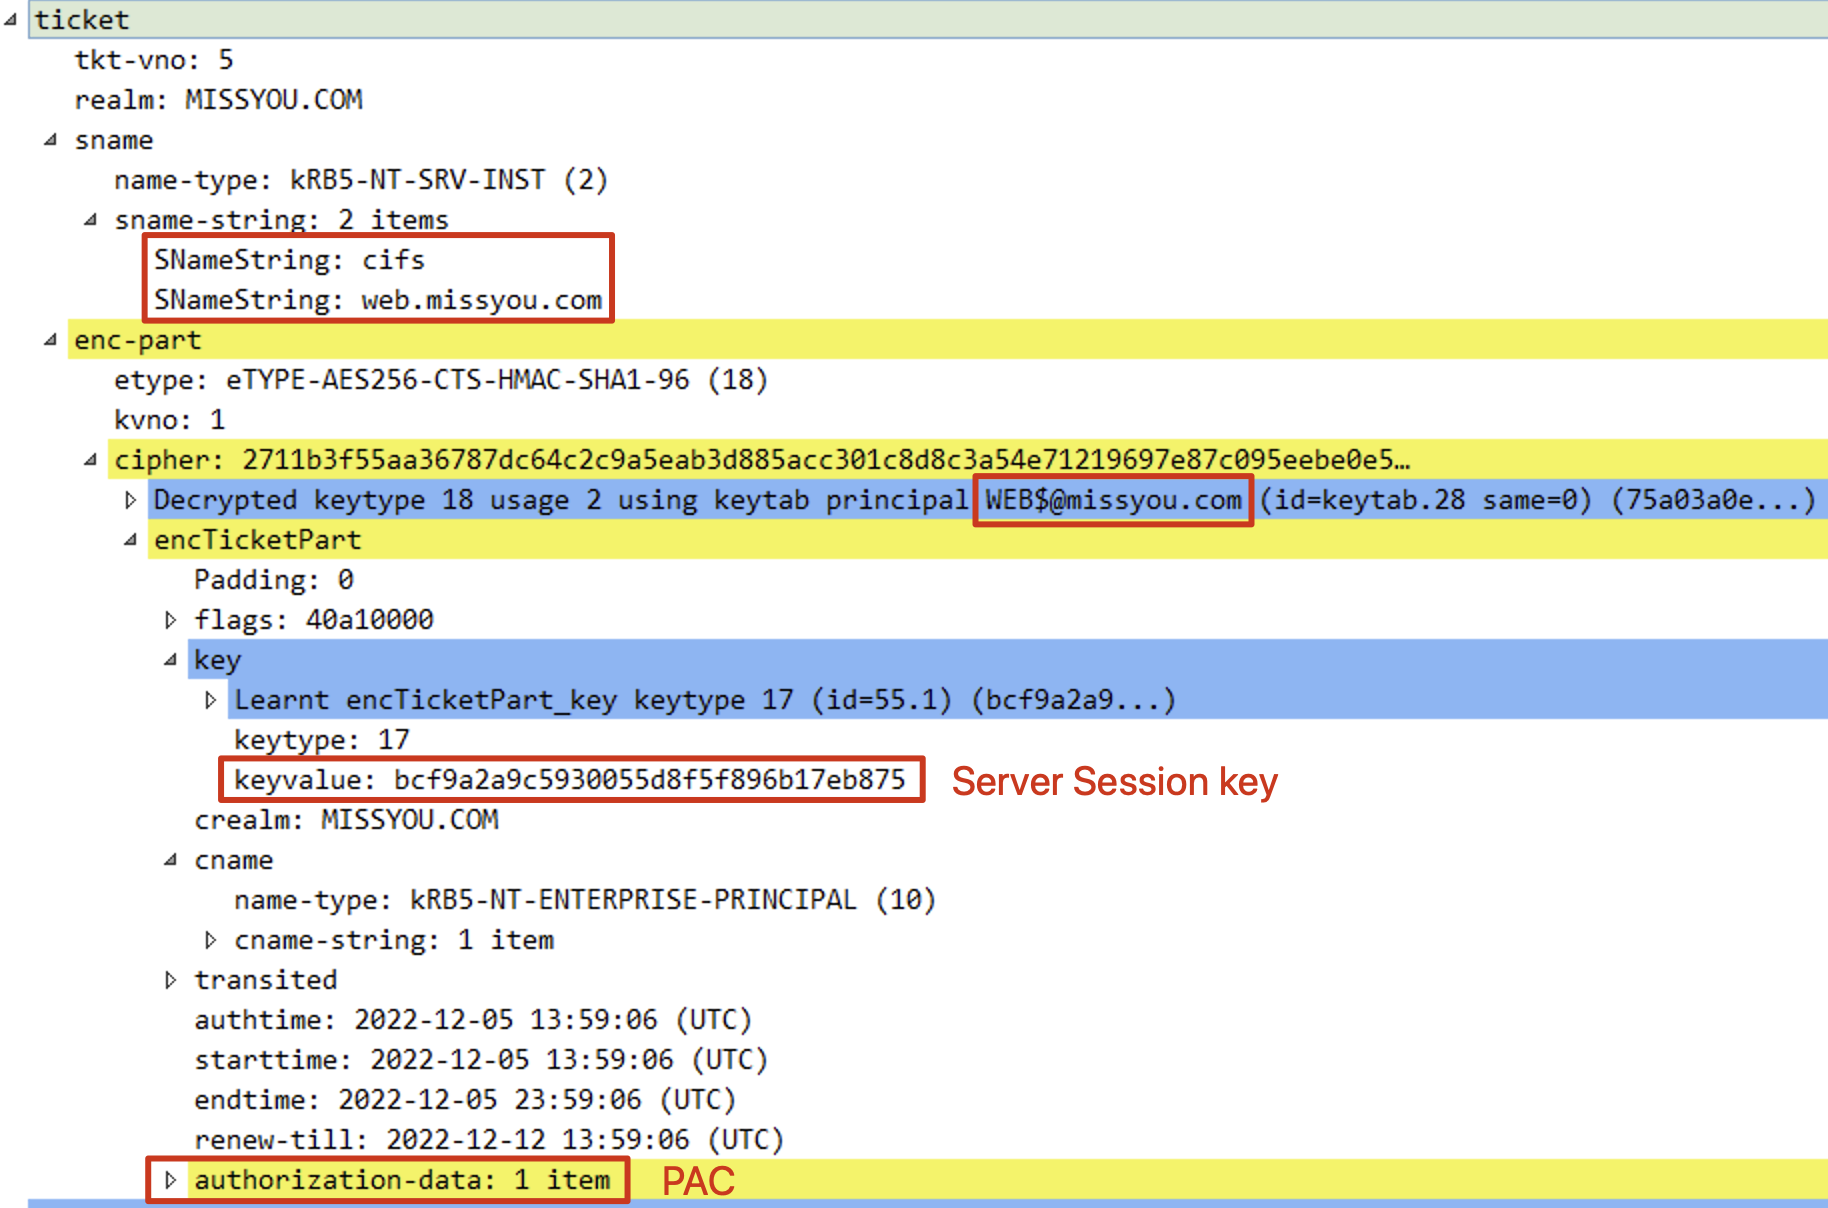 ticket
tkt-vno: 5
realm: MISSYOU.COM
sname
name-type: kRB5-NT-SRV-INST (2)
sname-string: 2 items
SNameString: cifs
SNameString: web.missyou.com
enc-part
etype: eTYPE-AES256-CTS-HMAC-SHA1-96 (18)
kvno: 1
cipher: 2711b3f55aa36787dc64c2c9a5eab3d885acc301c8d8c3a54e71219697e87c095eebe0e5…
Decrypted keytype 18 usage 2 using keytab principal WEB$@missyou.com (id=keytab.28 same=0) (75a03a0e...)
encTicketPart
Padding: 0
flags: 40a10000
key
Learnt encTicketPart_key keytype 17 (id=55.1) (bcf9a2a9...)
keytype: 17
keyvalue: bcf9a2a9c5930055d8f5f896b17eb875 Server Session key
crealm: MISSYOU.COM
cname
name-type: kRB5-NT-ENTERPRISE-PRINCIPAL (10)
cname-string: 1 item
transited
authtime: 2022-12-05 13:59:06 (UTC)
starttime: 2022-12-05 13:59:06 (UTC)
endtime: 2022-12-05 23:59:06 (UTC)
renew-till: 2022-12-12 13:59:06 (UTC)
authorization-data: 1 item PAC